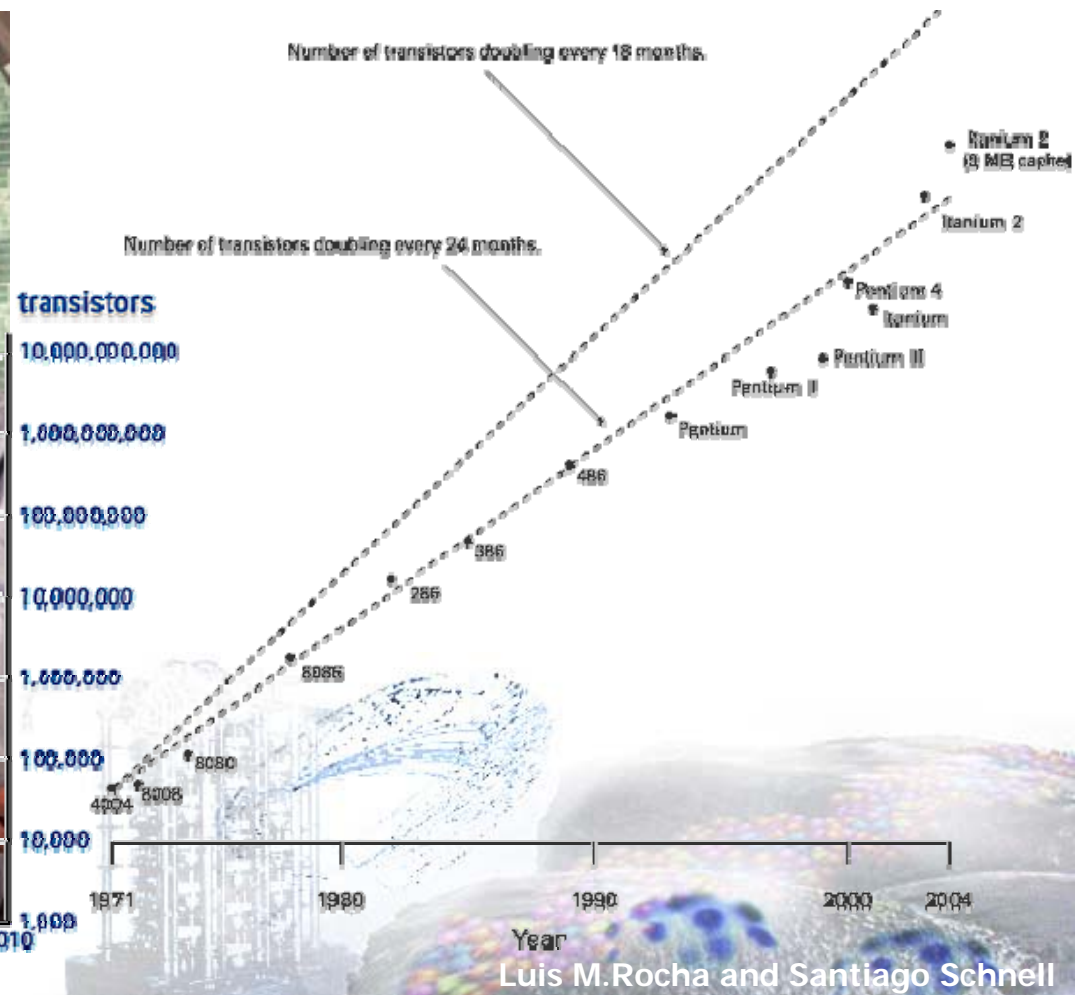 Number of transistors doubling every 18 months.
Itanium 2
(9 MB cache)
Itanium 2
Number of transistors doubling every 24 months.
transistors
Pentium 4
Itanium
10,000,000,000
Pentium III
Pentium II
1,000,000,000
Pentium
486
100,000,000
386
10,000,000
286
1,000,000
8086
100,000
8080
8008
4004
10,000
1971
1980
1990
2000
2004
1,000
Year
Luis M.Rocha and Santiago Schnell